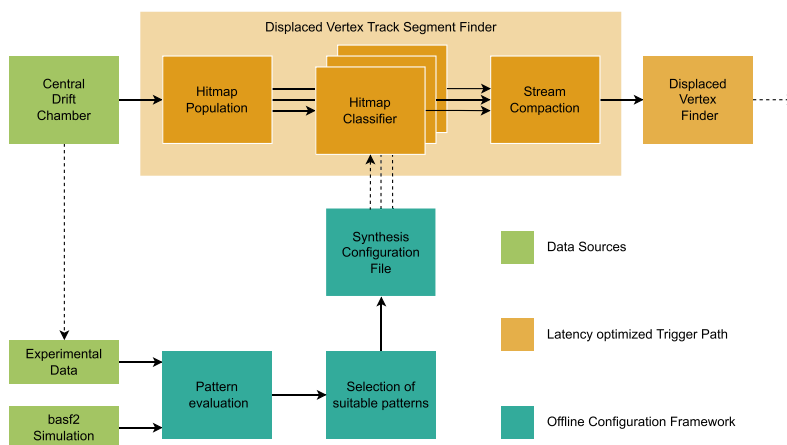 Displaced Vertex Track Segment Finder
Central
Drift
Chamber
Hitmap
Population
Hitmap
Classifier
Stream
Compaction
Displaced
Vertex
Finder
Synthesis
Configuration
File
Data Sources
Latency optimized Trigger Path
Experimental
Data
Pattern
evaluation
Selection of
suitable patterns
basf2
Simulation
Offline Configuration Framework